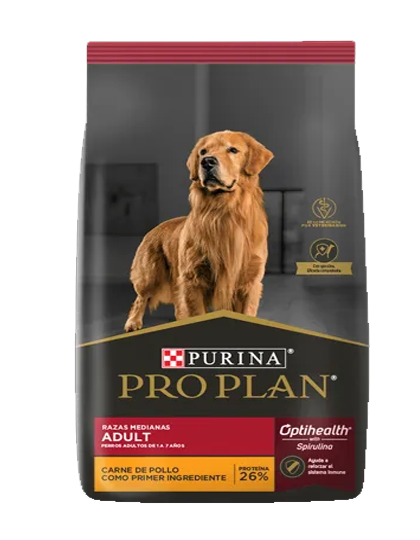 PURINA®
PRO PLAN®
RAZAS MEDIANAS
ADULT
PERROS ADULTOS DE 1 A 7 AÑOS
Optihealth®
with
Spirulina
CARNE DE POLLO
COMO PRIMER INGREDIENTE
PROTEÍNA
26%
Ayuda a
reforzar el
sistema inmune